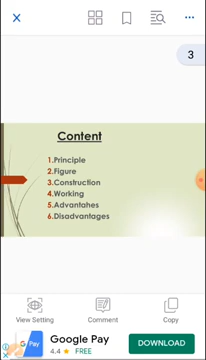 3
Content
1.Principle
2.Figure
3.Construction
4.Working
5.Advantahes
6.Disadvantages
View Setting
Comment
Copy
G Pay
Google Pay
4.4 ★ FREE
DOWNLOAD